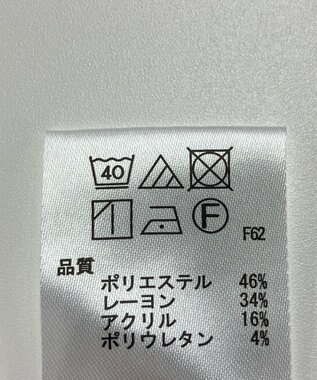 40
F
F62
品質
ポリエステル 46%
レーヨン 34%
アクリル 16%
ポリウレタン 4%